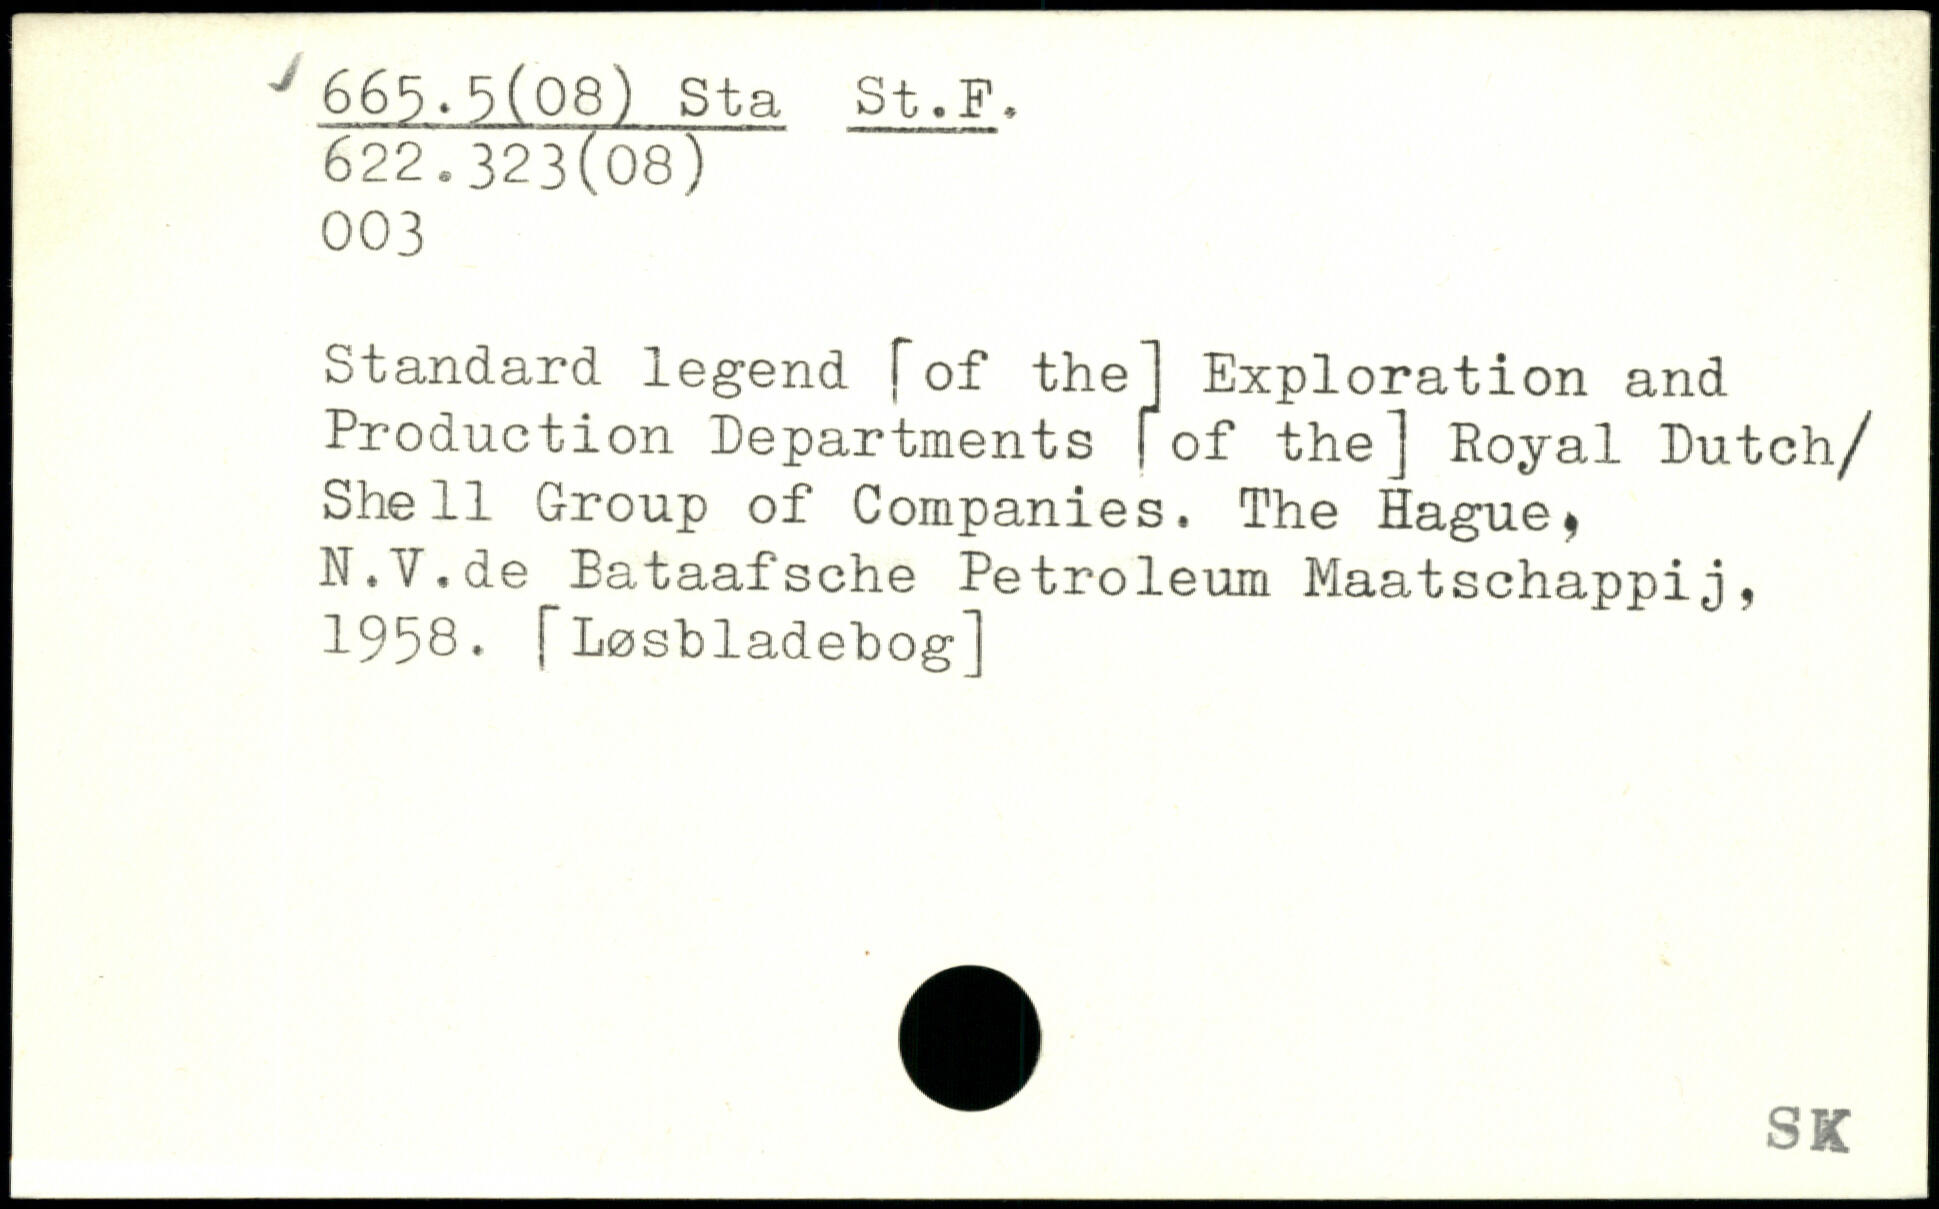 665.5(08) Sta St.F.
622.323(08)
003
Standard legend [of the] Exploration and
Production Departments [of the] Royal Dutch/
Shell Group of Companies. The Hague,
N.V.de Bataafsche Petroleum Maatschappij,
1958. [Løsbladebog]
SK